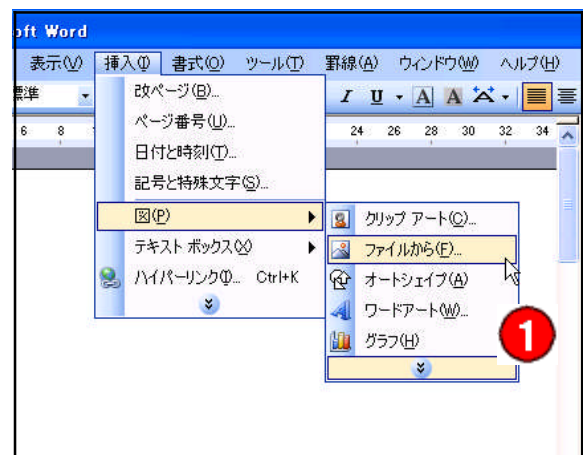 oft Word
表示(V) 挿入(I) 書式(O) ツール(T) 罫線(A) ウィンドウ(W) ヘルプ(H)
標準 I U A A A
6 8 24 26 28 30 32 34
改ページ(B)...
ページ番号(U)...
日付と時刻(T)...
記号と特殊文字(S)...
図(P)
テキスト ボックス(X)
ハイパーリンク(I)... Ctrl+K
クリップ アート(C)...
ファイルから(F)...
オートシェイプ(A)
ワードアート(W)...
グラフ(H)
1